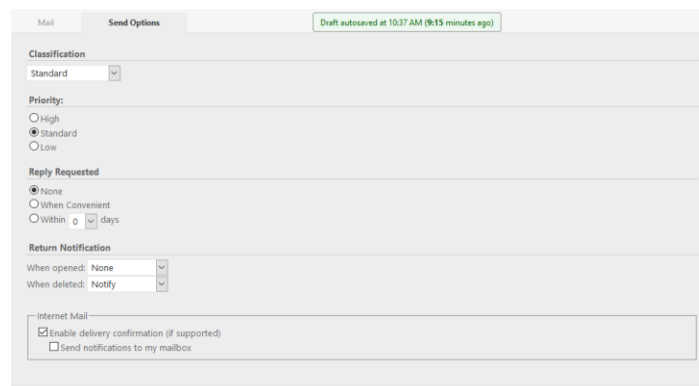 Mail Send Options Draft autosaved at 10:37 AM (9:15 minutes ago)
Classification
Standard
Priority:
High
Standard
Low
Reply Requested
None
When Convenient
Within 0 days
Return Notification
When opened: None
When deleted: Notify
Internet Mail
Enable delivery confirmation (if supported)
Send notifications to my mailbox